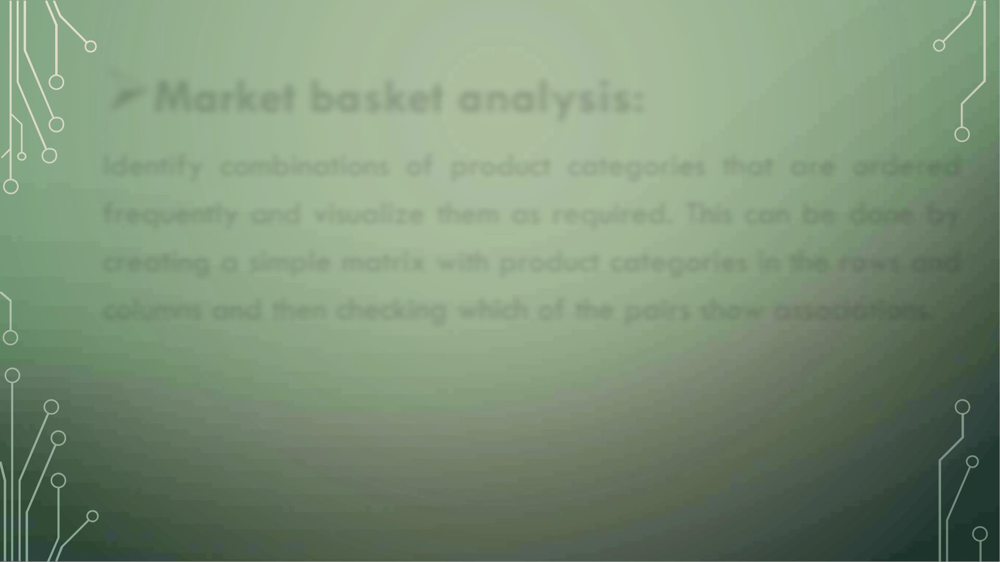 ➤Market basket analysis:
Identify combinations of product categories that are ordered
frequently and visualize them as required. This can be done by
creating a simple matrix with product categories in the rows and
columns and then checking which of the pairs show associations.